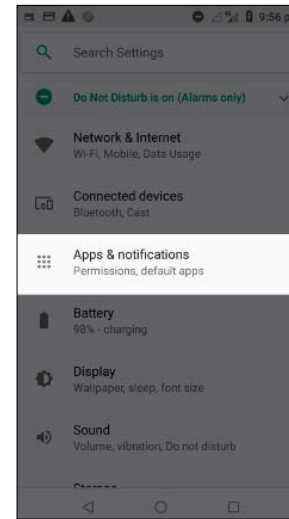 9:56 p
Search Settings
Do Not Disturb is on (Alarms only)
Network & Internet
Wi-Fi, Mobile, Data Usage
Connected devices
Bluetooth, Cast
Apps & notifications
Permissions, default apps
Battery
98% - charging
Display
Wallpaper, sleep, font size
Sound
Volume, vibration, Do not disturb
Storage